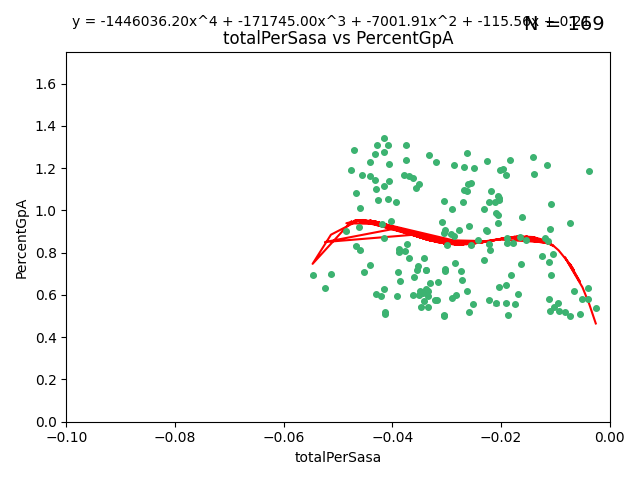 y = -1446036.20x^4 + -171745.00x^3 + -7001.91x^2 + -115.56x + 0.21
N = 169
totalPerSasa vs PercentGpA
PercentGpA
1.6
1.4
1.2
1.0
0.8
0.6
0.4
0.2
0.0
-0.10 -0.08 -0.06 -0.04 -0.02 0.00
totalPerSasa